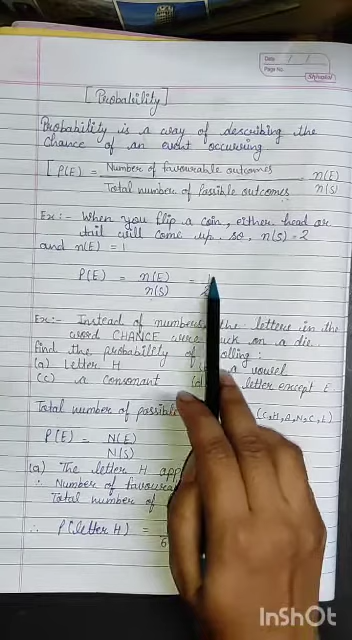 Date / /
Page No.
Shivalal
[Probability]
Probability is a way of describing the
chance of an event occurring
[P(E) = Number of favourable outcomes = n(E)
Total number of possible outcomes n(S)
Ex:- When you flip a coin, either head or
tail will come up. So, n(S) = 2
and n(E) = 1
P(E) = n(E) = 1
n(S) 2
Ex:- Instead of numbers, the letters in the
word CHANCE were on a die.
Find the probability of
(a) Letter H a vowel
(c) a consonant letter except E
Total number of possible (C,H,A,N,C,E)
P(E) = N(E)
N(S)
(a) The letter H
∴ Number of
Total number of
∴ P(letter H) =
6
InShOt